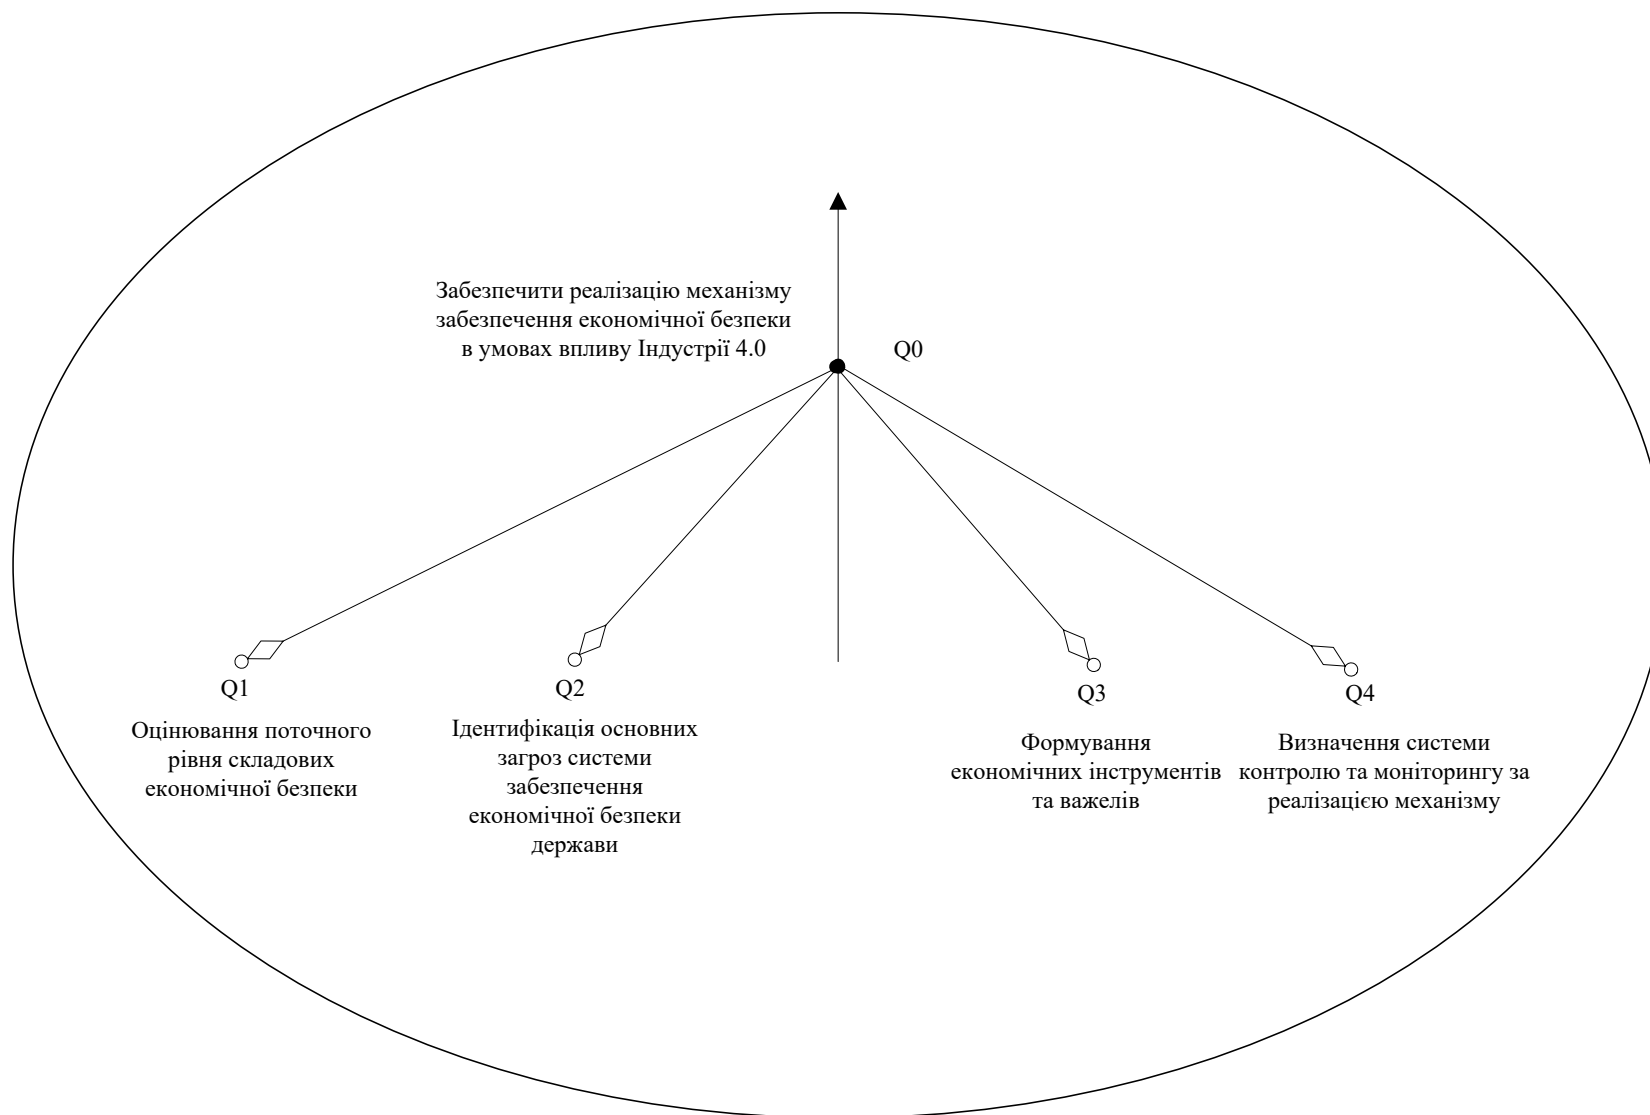 Забезпечити реалізацію механізму
забезпечення економічної безпеки
в умовах впливу Індустрії 4.0
Q0
Q1
Оцінювання поточного
рівня складових
економічної безпеки
Q2
Ідентифікація основних
загроз системи
забезпечення
економічної безпеки
держави
Q3
Формування
економічних інструментів
та важелів
Q4
Визначення системи
контролю та моніторингу за
реалізацією механізму